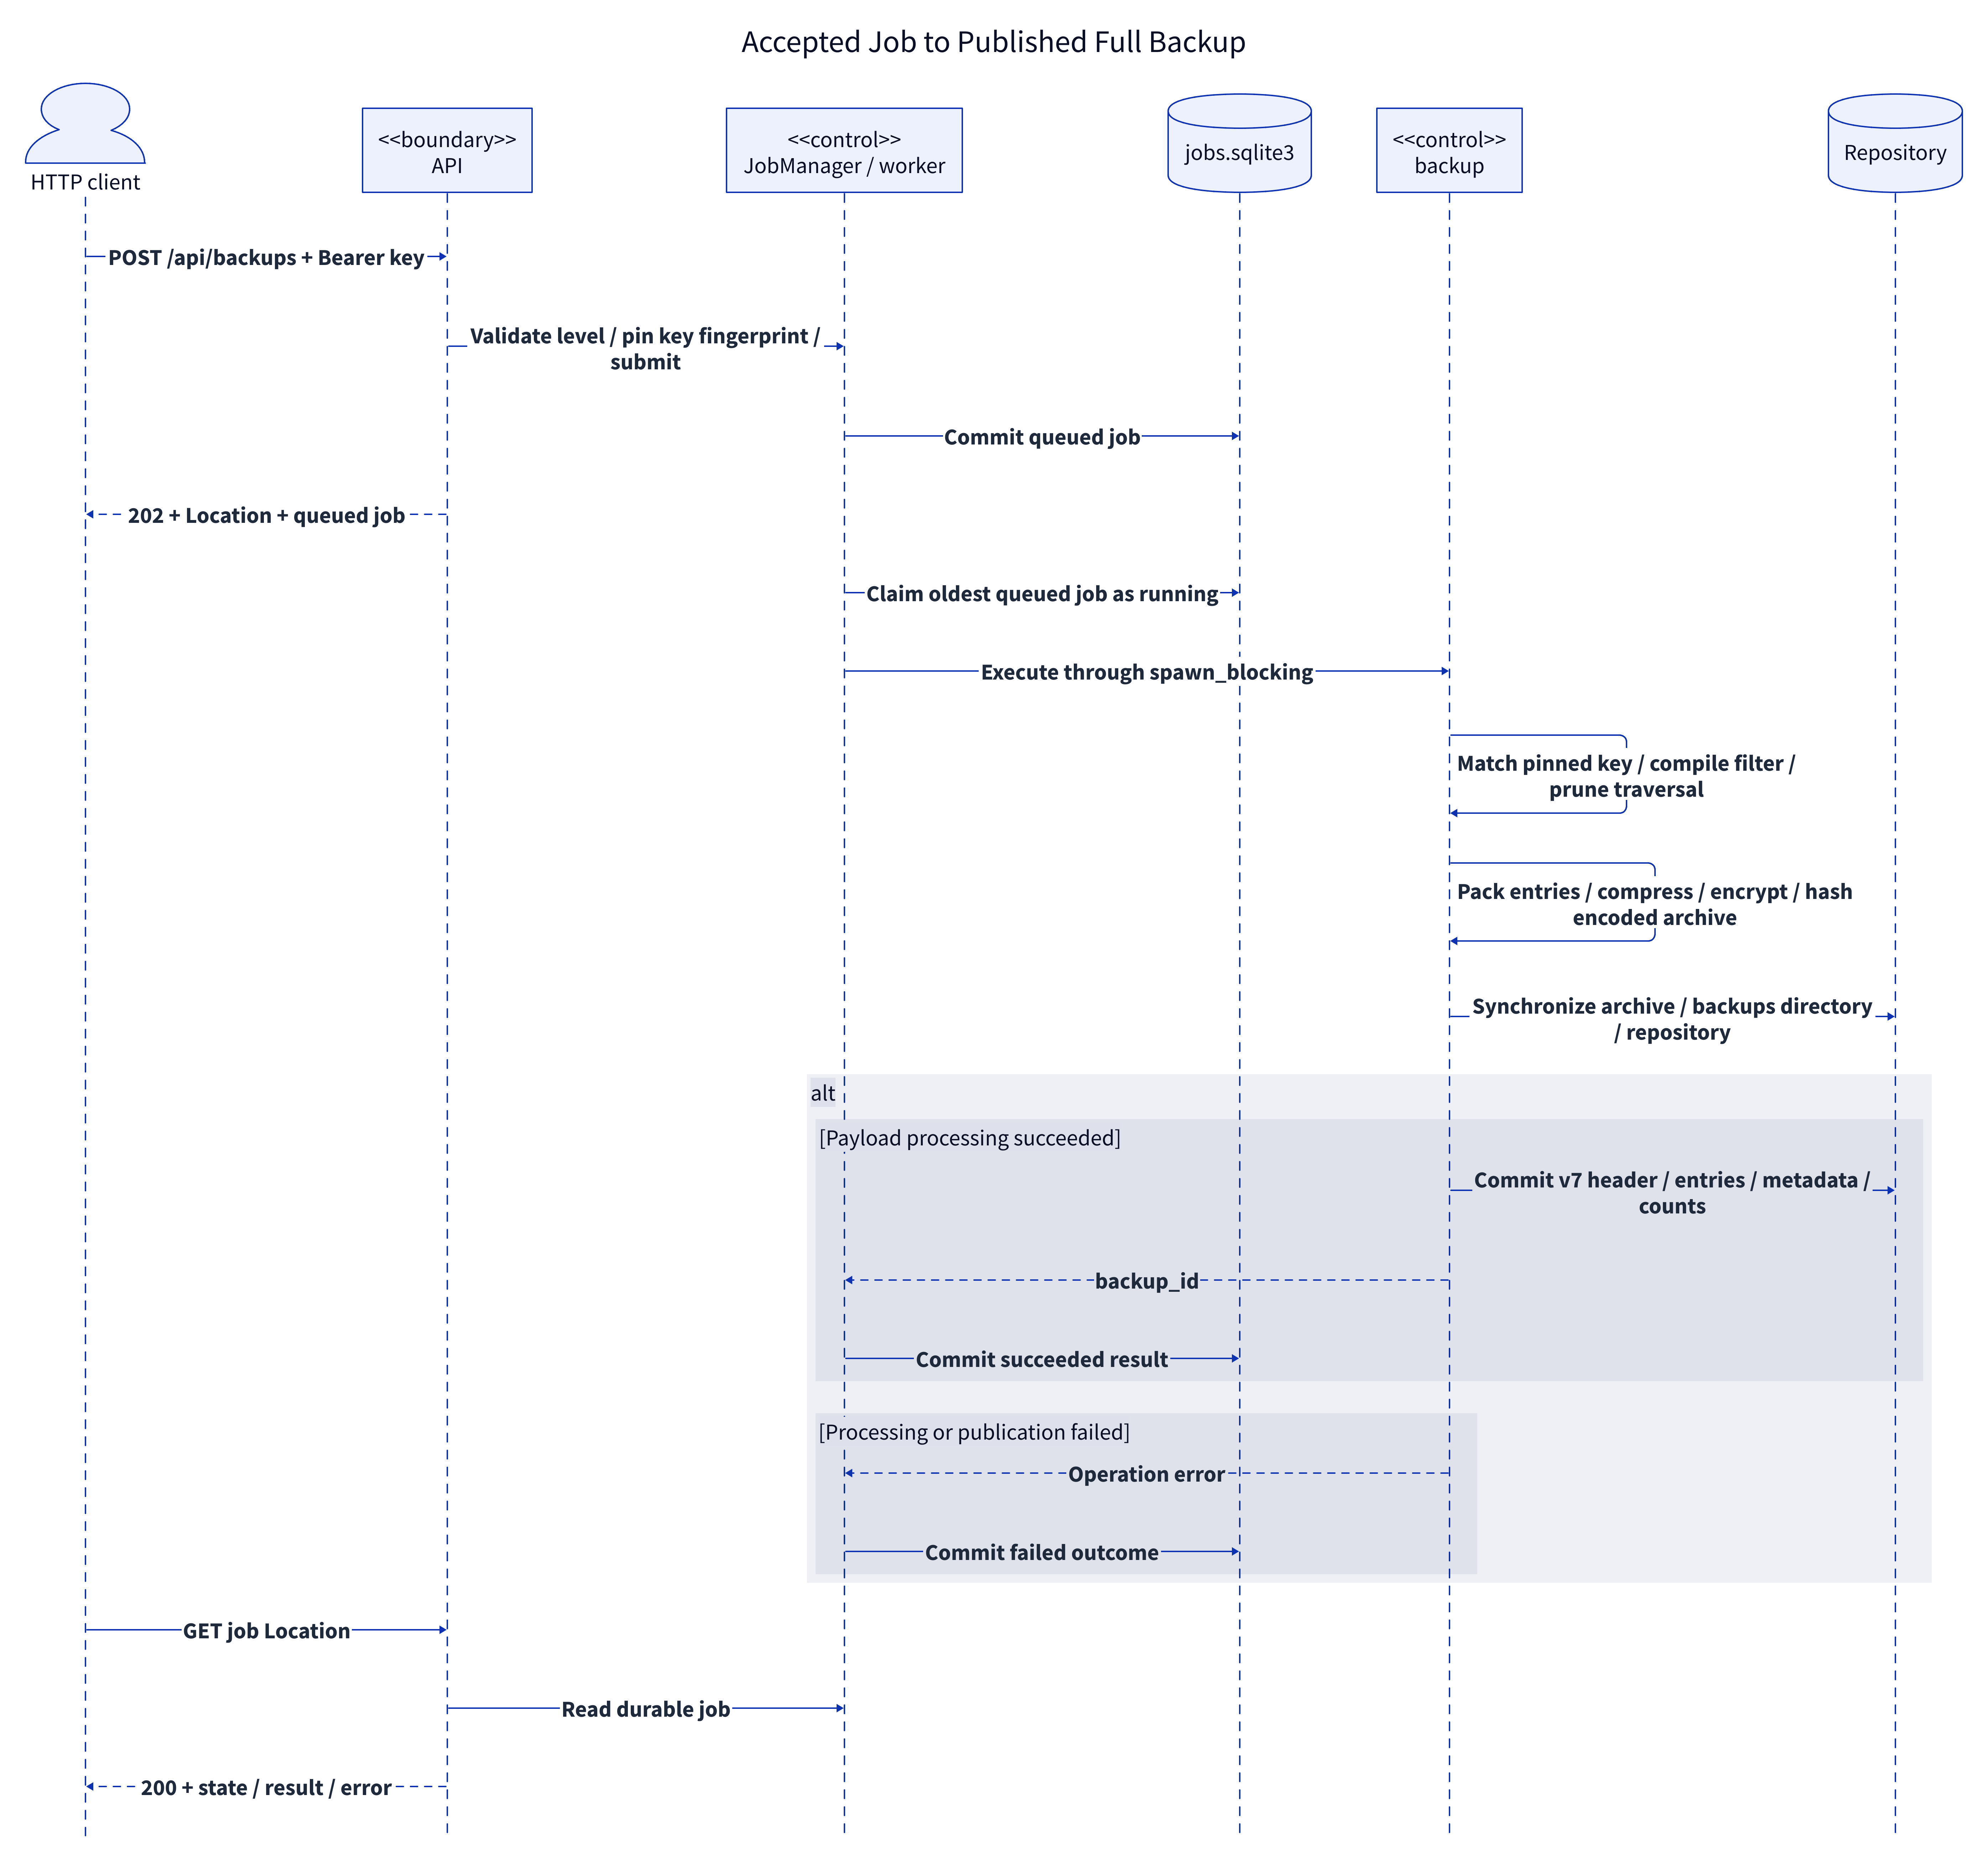 Accepted Job to Published Full Backup
HTTP client
<<boundary>>
API
<<control>>
JobManager / worker
jobs.sqlite3
<<control>>
backup
Repository
POST /api/backups + Bearer key
Validate level / pin key fingerprint /
submit
Commit queued job
202 + Location + queued job
Claim oldest queued job as running
Execute through spawn_blocking
Match pinned key / compile filter /
prune traversal
Pack entries / compress / encrypt / hash
encoded archive
Synchronize archive / backups directory
/ repository
alt
[Payload processing succeeded]
Commit v7 header / entries / metadata /
counts
backup_id
Commit succeeded result
[Processing or publication failed]
Operation error
Commit failed outcome
GET job Location
Read durable job
200 + state / result / error